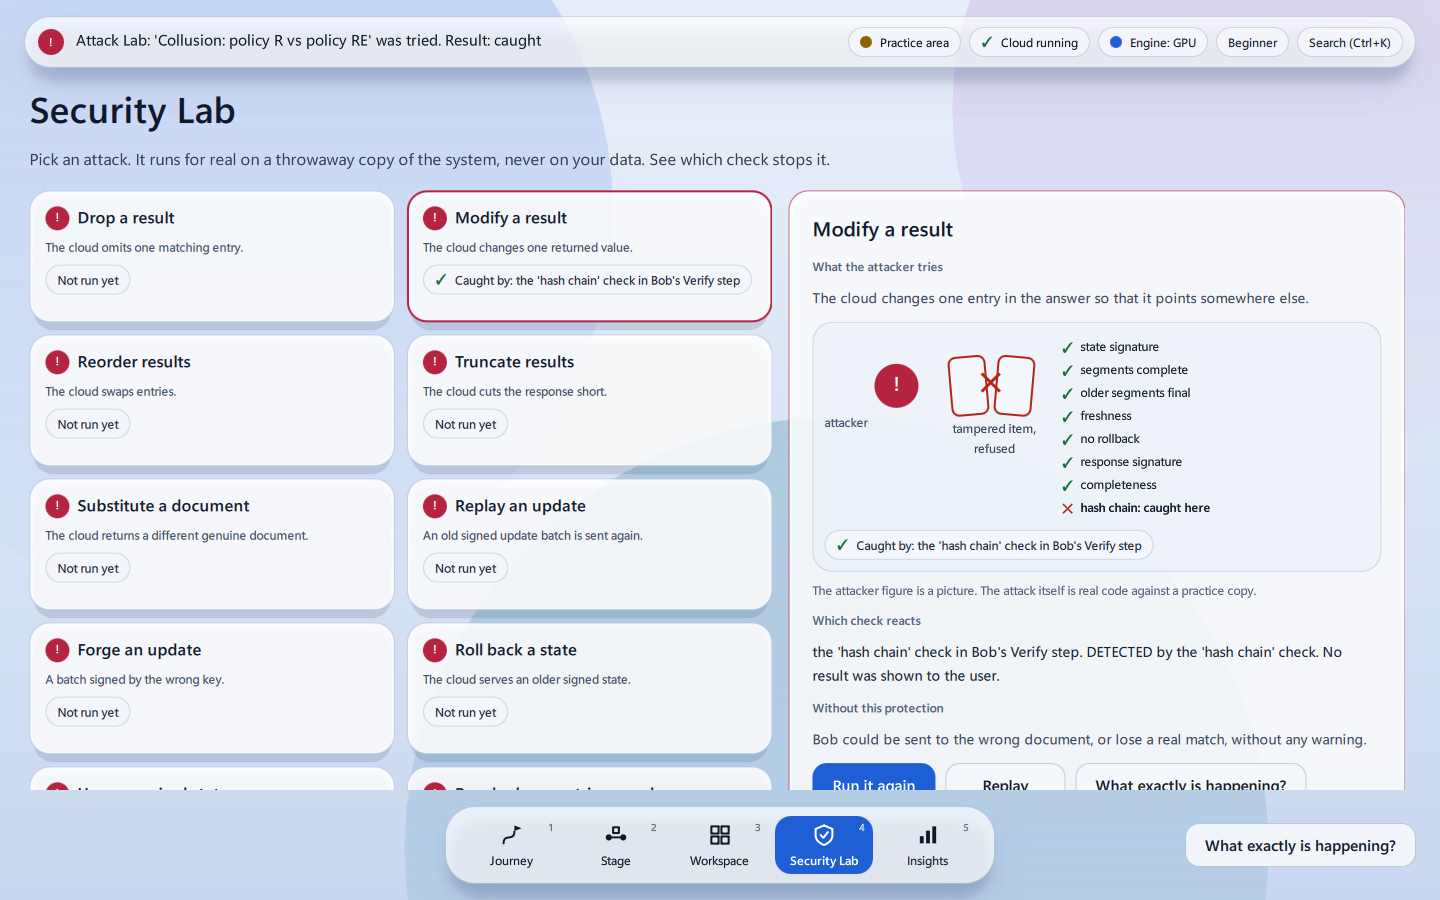 ! Attack Lab: 'Collusion: policy R vs policy RE' was tried. Result: caught
Practice area
Cloud running
Engine: GPU
Beginner
Search (Ctrl+K)
Security Lab
Pick an attack. It runs for real on a throwaway copy of the system, never on your data. See which check stops it.
! Drop a result
The cloud omits one matching entry.
Not run yet
! Modify a result
The cloud changes one returned value.
Caught by: the 'hash chain' check in Bob's Verify step
! Reorder results
The cloud swaps entries.
Not run yet
! Truncate results
The cloud cuts the response short.
Not run yet
! Substitute a document
The cloud returns a different genuine document.
Not run yet
! Replay an update
An old signed update batch is sent again.
Not run yet
! Forge an update
A batch signed by the wrong key.
Not run yet
! Roll back a state
The cloud serves an older signed state.
Not run yet
Modify a result
What the attacker tries
The cloud changes one entry in the answer so that it points somewhere else.
!
attacker
tampered item,
refused
state signature
segments complete
older segments final
freshness
no rollback
response signature
completeness
hash chain: caught here
Caught by: the 'hash chain' check in Bob's Verify step
The attacker figure is a picture. The attack itself is real code against a practice copy.
Which check reacts
the 'hash chain' check in Bob's Verify step. DETECTED by the 'hash chain' check. No
result was shown to the user.
Without this protection
Bob could be sent to the wrong document, or lose a real match, without any warning.
Run it again
Replay
What exactly is happening?
Journey 1
Stage 2
Workspace 3
Security Lab 4
Insights 5
What exactly is happening?